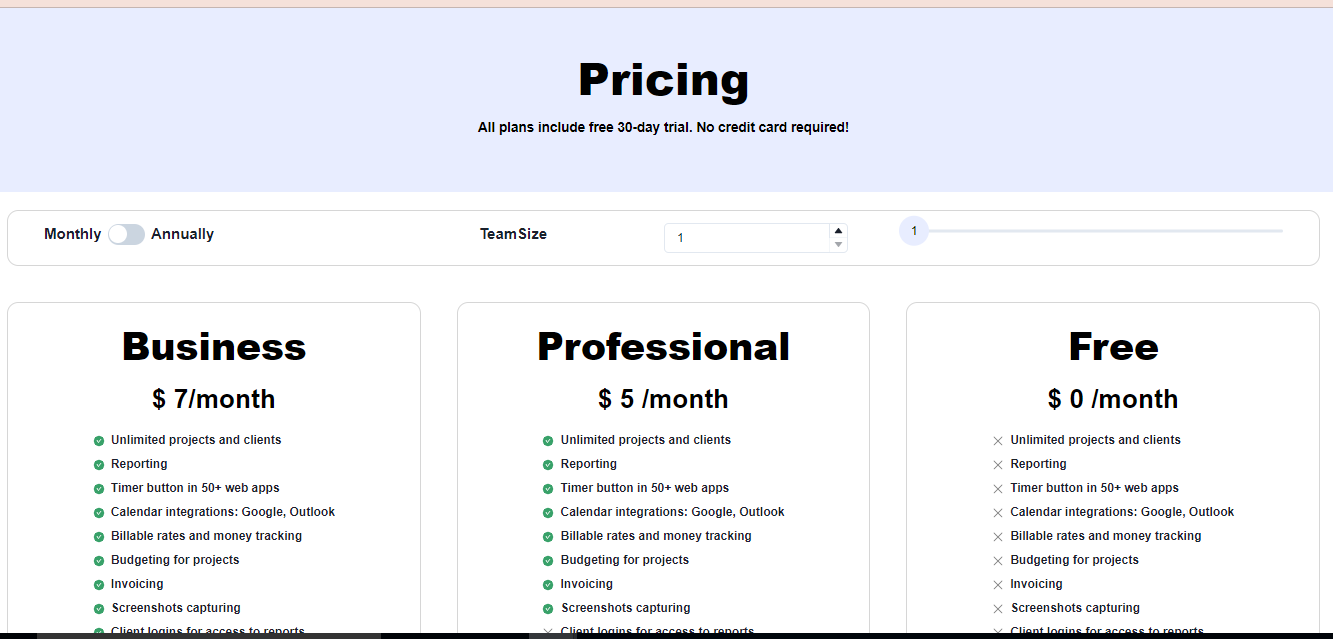 Pricing
All plans include free 30-day trial. No credit card required!
Monthly Annually TeamSize 1 1
Business
$ 7/month
Unlimited projects and clients
Reporting
Timer button in 50+ web apps
Calendar integrations: Google, Outlook
Billable rates and money tracking
Budgeting for projects
Invoicing
Screenshots capturing
Client logins for access to reports
Professional
$ 5 /month
Unlimited projects and clients
Reporting
Timer button in 50+ web apps
Calendar integrations: Google, Outlook
Billable rates and money tracking
Budgeting for projects
Invoicing
Screenshots capturing
Client logins for access to reports
Free
$ 0 /month
Unlimited projects and clients
Reporting
Timer button in 50+ web apps
Calendar integrations: Google, Outlook
Billable rates and money tracking
Budgeting for projects
Invoicing
Screenshots capturing
Client logins for access to reports